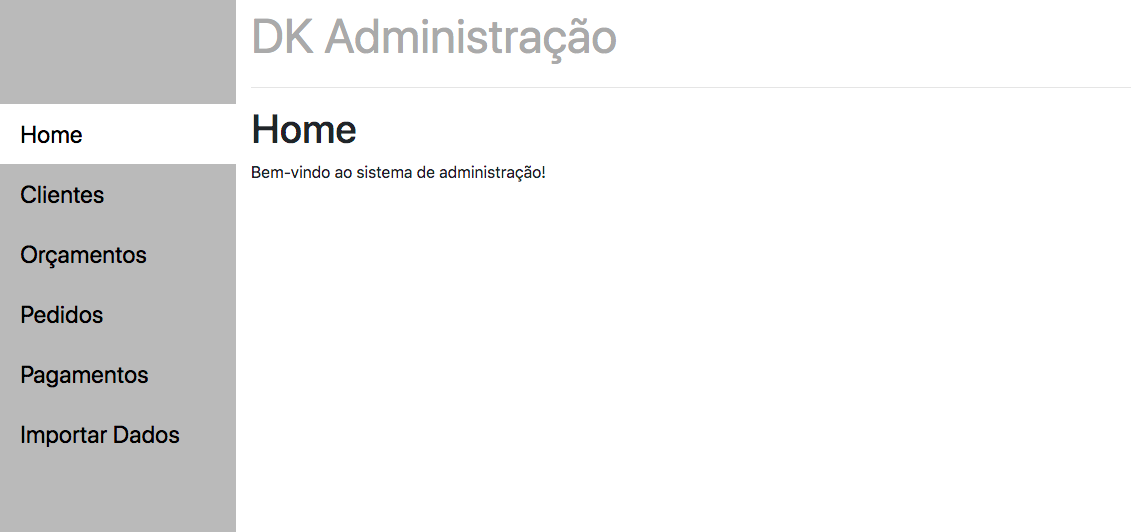 DK Administração
Home
Clientes
Orçamentos
Pedidos
Pagamentos
Importar Dados
Home
Bem-vindo ao sistema de administração!